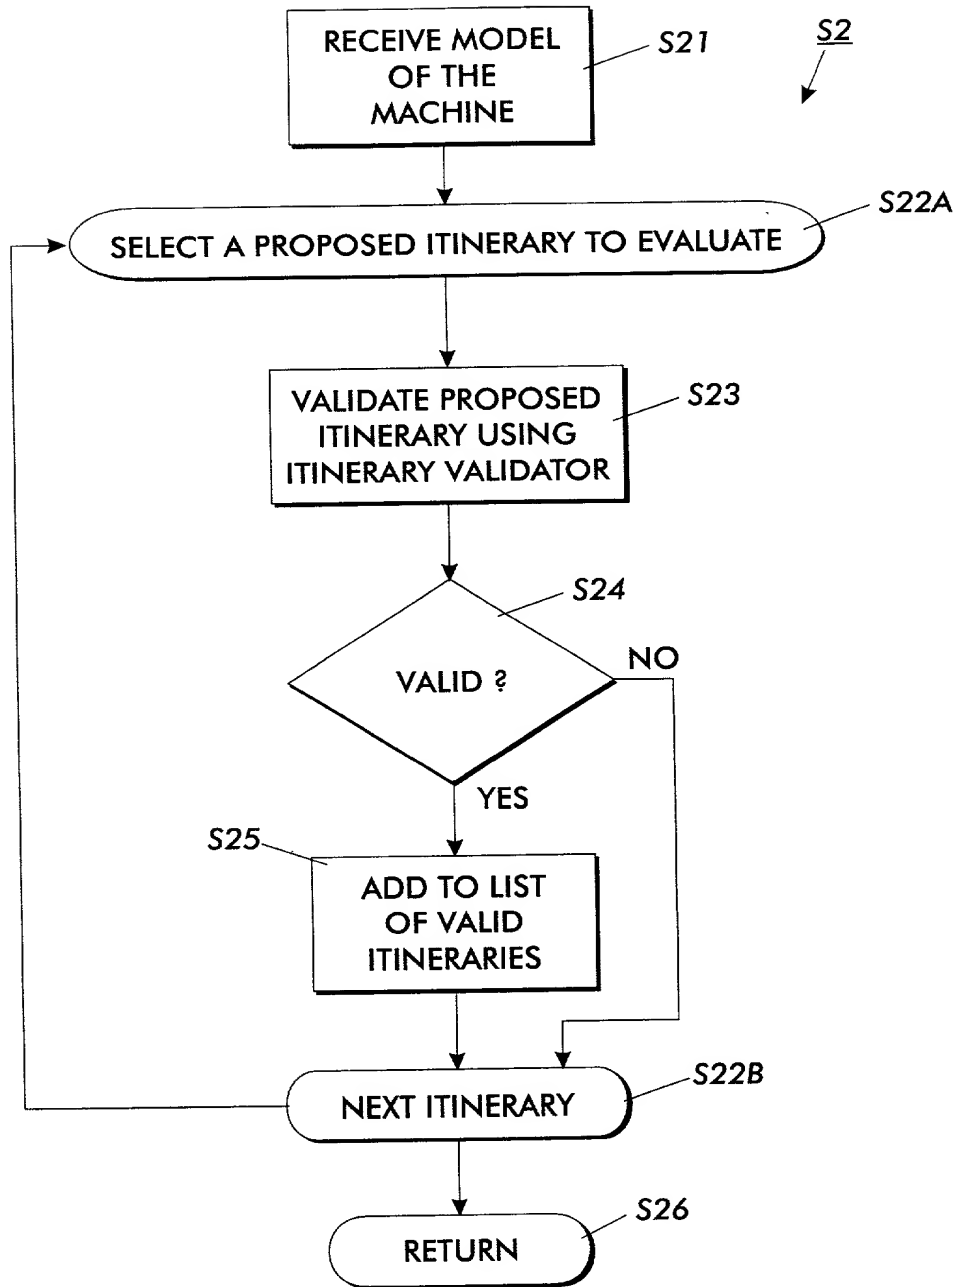 RECEIVE MODEL
OF THE
MACHINE
S21
S2
SELECT A PROPOSED ITINERARY TO EVALUATE
S22A
VALIDATE PROPOSED
ITINERARY USING
ITINERARY VALIDATOR
S23
S24
VALID ?
NO
YES
S25
ADD TO LIST
OF VALID
ITINERARIES
NEXT ITINERARY
S22B
RETURN
S26